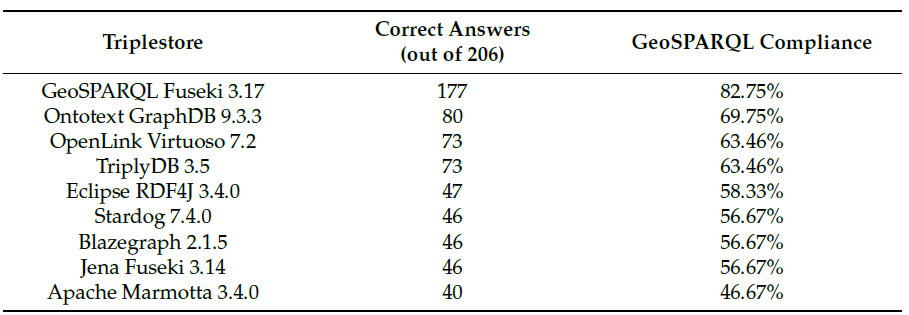 Triplestore Correct Answers (out of 206) GeoSPARQL Compliance
GeoSPARQL Fuseki 3.17 177 82.75%
Ontotext GraphDB 9.3.3 80 69.75%
OpenLink Virtuoso 7.2 73 63.46%
TriplyDB 3.5 73 63.46%
Eclipse RDF4J 3.4.0 47 58.33%
Stardog 7.4.0 46 56.67%
Blazegraph 2.1.5 46 56.67%
Jena Fuseki 3.14 46 56.67%
Apache Marmotta 3.4.0 40 46.67%